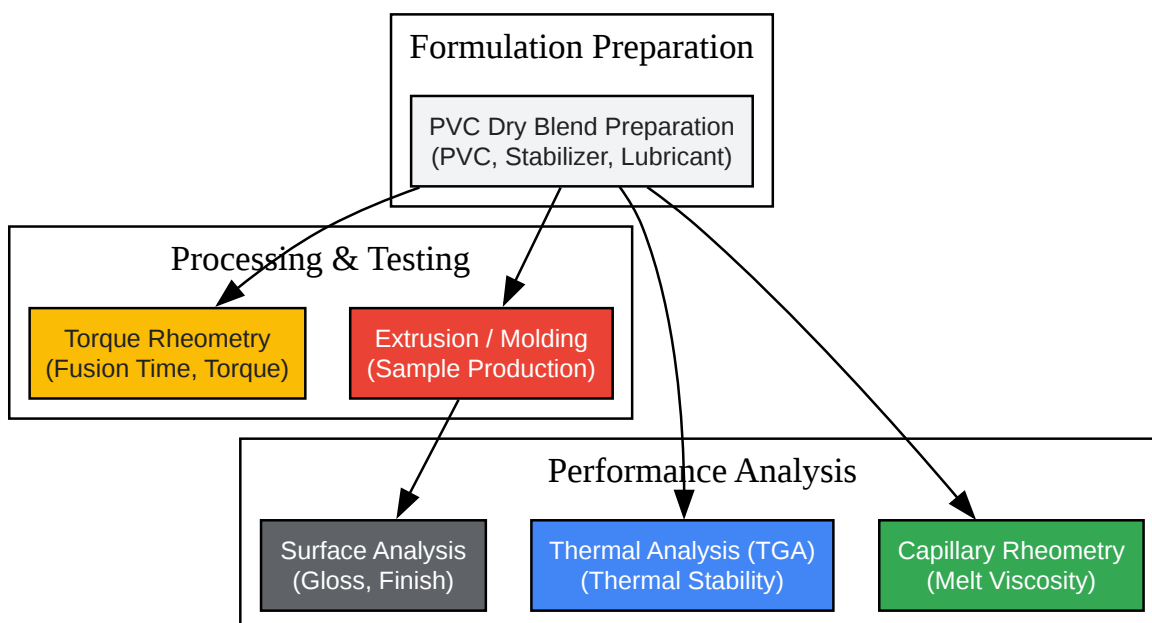 Formulation Preparation
PVC Dry Blend Preparation
(PVC, Stabilizer, Lubricant)
Processing & Testing
Torque Rheometry
(Fusion Time, Torque)
Extrusion / Molding
(Sample Production)
Performance Analysis
Surface Analysis
(Gloss, Finish)
Thermal Analysis (TGA)
(Thermal Stability)
Capillary Rheometry
(Melt Viscosity)